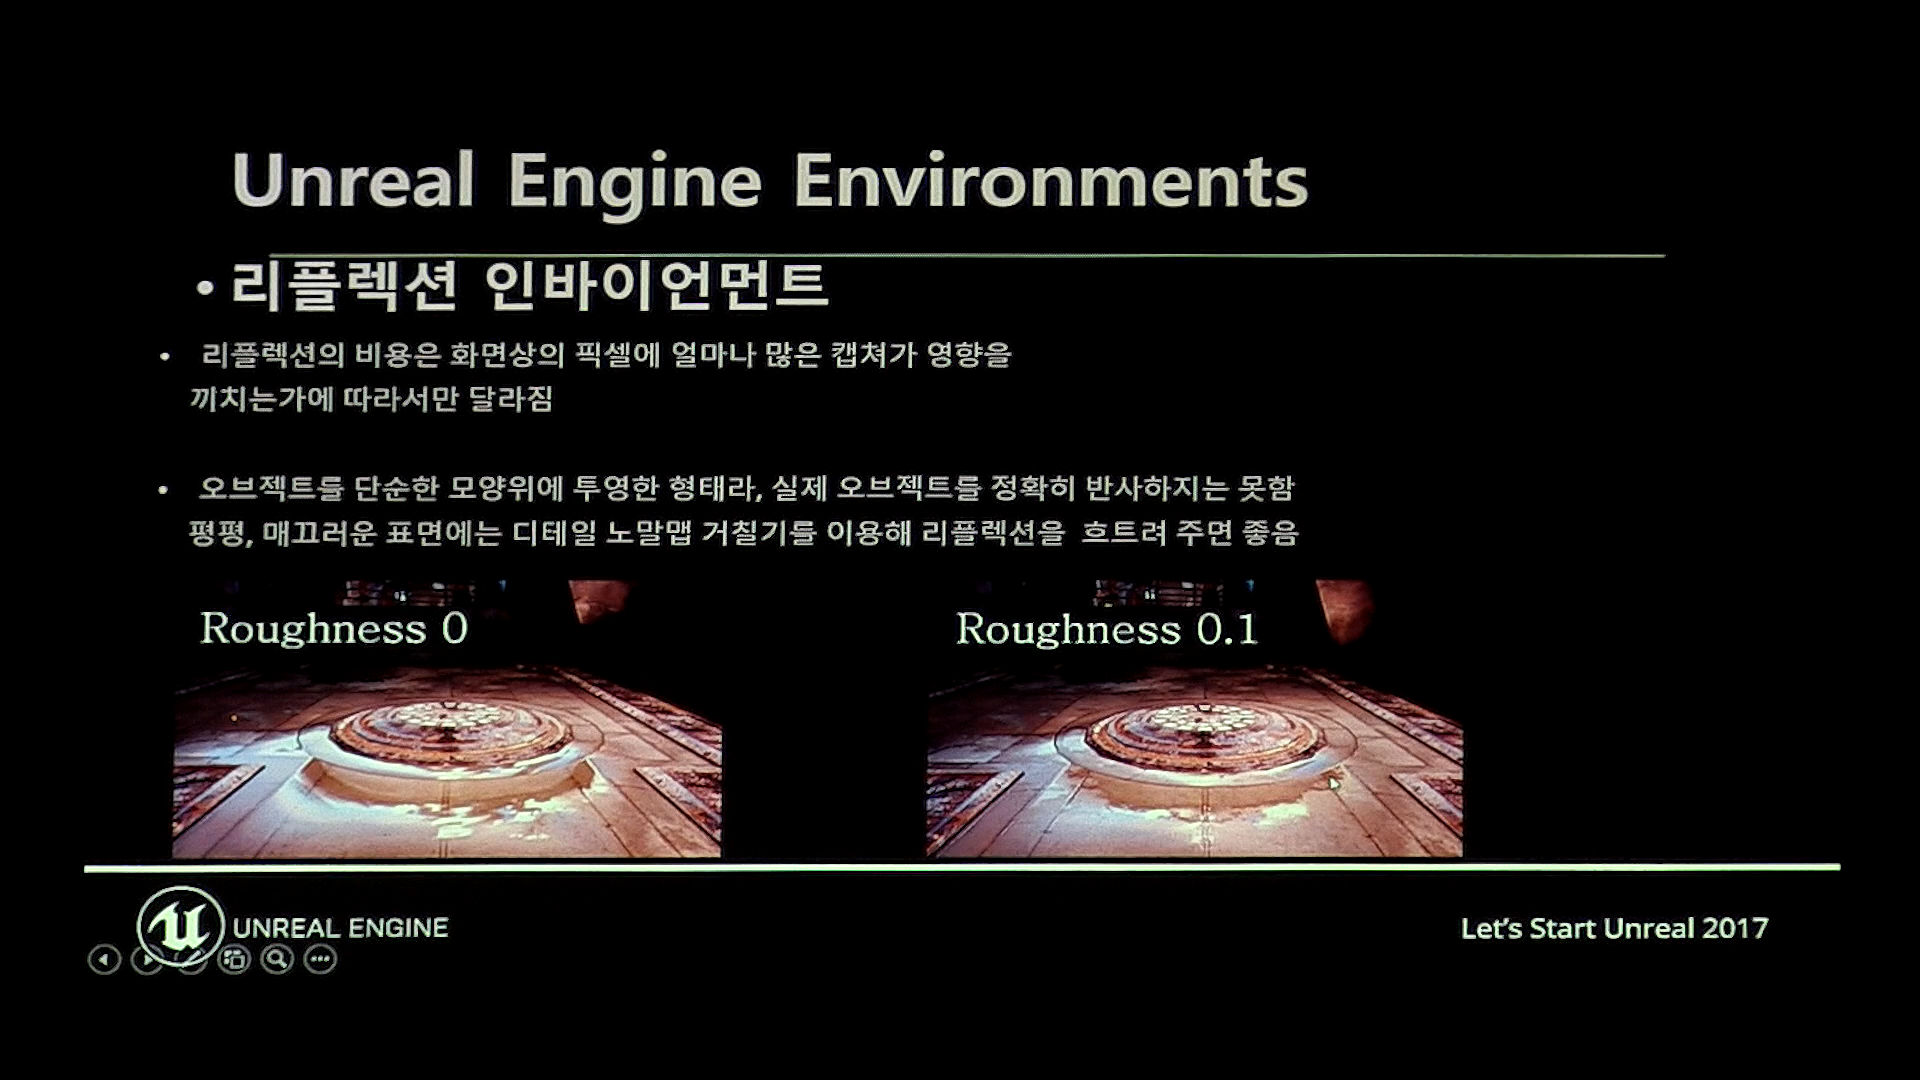 Unreal Engine Environments
• 리플렉션 인바이언먼트
• 리플렉션의 비용은 화면상의 픽셀에 얼마나 많은 캡쳐가 영향을
끼치는가에 따라서만 달라짐
• 오브젝트를 단순한 모양위에 투영한 형태라, 실제 오브젝트를 정확히 반사하지는 못함
평평, 매끄러운 표면에는 디테일 노말맵 거칠기를 이용해 리플렉션을 흐트려 주면 좋음
Roughness 0
Roughness 0.1
UNREAL ENGINE
Let's Start Unreal 2017